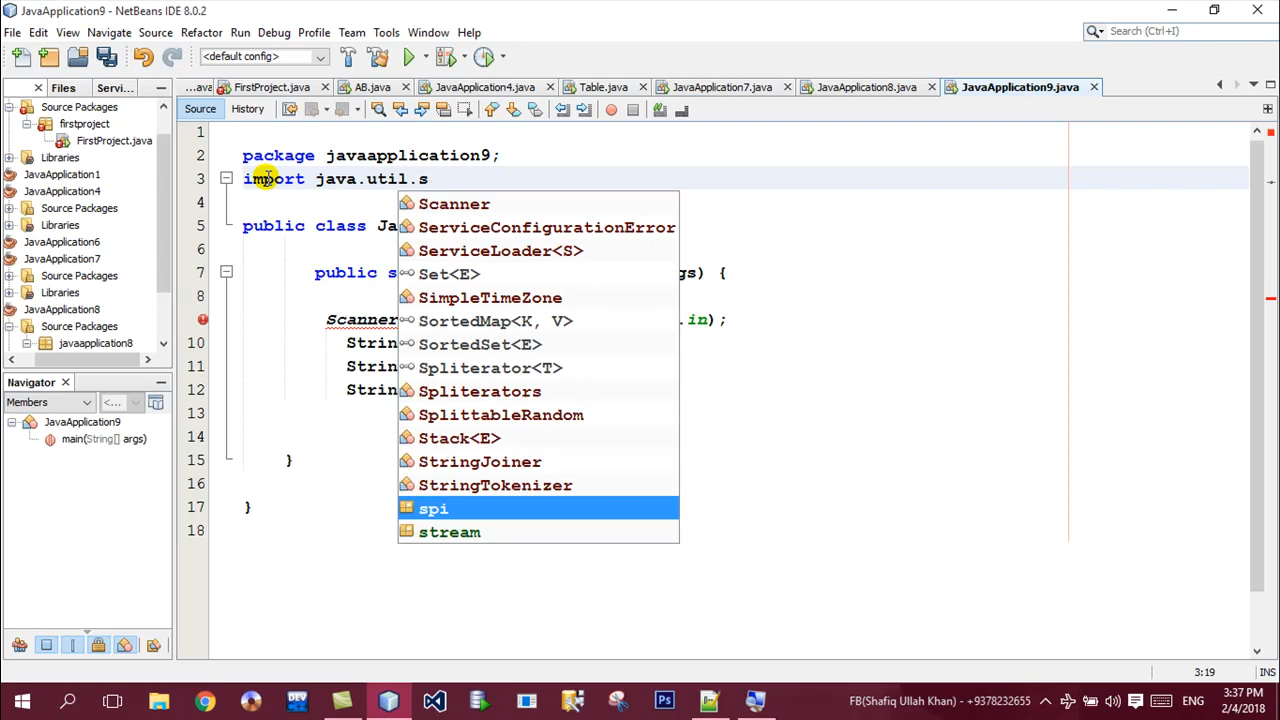 JavaApplication9 - NetBeans IDE 8.0.2
File Edit View Navigate Source Refactor Run Debug Profile Team Tools Window Help
Search (Ctrl+I)
<default config>
Files Servi...
...ava FirstProject.java AB.java JavaApplication4.java Table.java JavaApplication7.java JavaApplication8.java JavaApplication9.java
Source Packages
firstproject
FirstProject.java
Libraries
JavaApplication1
JavaApplication4
Source Packages
Libraries
JavaApplication6
JavaApplication7
Source Packages
Libraries
JavaApplication8
Source Packages
javaapplication8
Navigator
Members <...
JavaApplication9
main(String[] args)
Source History
1
2 package javaapplication9;
3 import java.util.s
4
5 public class Ja
6
7 public s gs) {
8
Scanner .in);
10 Strin
11 Strin
12 Strin
13
14
15 }
16
17 }
18
Scanner
ServiceConfigurationError
ServiceLoader<S>
Set<E>
SimpleTimeZone
SortedMap<K, V>
SortedSet<E>
Spliterator<T>
Spliterators
SplittableRandom
Stack<E>
StringJoiner
StringTokenizer
spi
stream
3:19 INS
DEV
Ps
FB(Shafiq Ullah Khan) - +9378232655 ENG
3:37 PM
2/4/2018